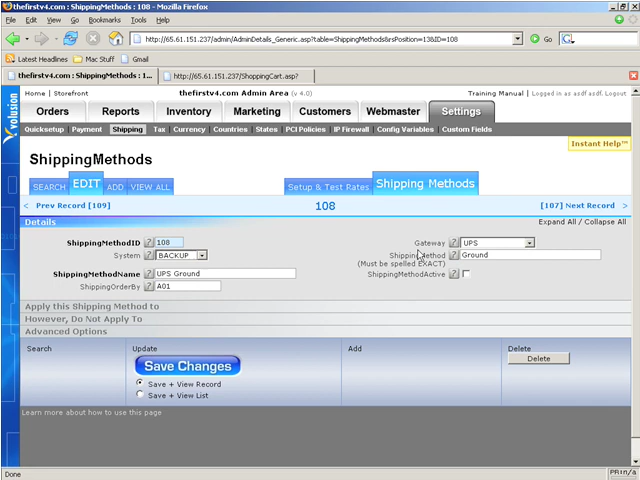 thefirstv4.com : ShippingMethods : 108 - Mozilla Firefox
File Edit View Go Bookmarks Tools Help
http://65.61.151.237/admin/AdminDetails_Generic.asp?table=ShippingMethods&rsPosition=13&ID=108
Go
Latest Headlines Mac Stuff Gmail
thefirstv4.com : ShippingMethods : 1... http://65.61.151.237/ShoppingCart.asp?
Home | Storefront thefirstv4.com Admin Area (v 4.0) Training Manual | Logged in as asdf asdf. Logout
volusion
Orders Reports Inventory Marketing Customers Webmaster Settings
Quicksetup | Payment | Shipping | Tax | Currency | Countries | States | PCI Policies | IP Firewall | Config Variables | Custom Fields
Instant Help™
ShippingMethods
SEARCH EDIT ADD VIEW ALL Setup & Test Rates Shipping Methods
< Prev Record [109] 108 [107] Next Record >
Details Expand All / Collapse All
ShippingMethodID ? 108 Gateway ? UPS
System ? BACKUP ShippingMethod ? Ground
(Must be spelled EXACT)
ShippingMethodName ? UPS Ground ShippingMethodActive ?
ShippingOrderBy ? A01
Apply this Shipping Method to
However, Do Not Apply To
Advanced Options
Search Update Add Delete
Save Changes Delete
Save + View Record
Save + View List
Learn more about how to use this page
Done